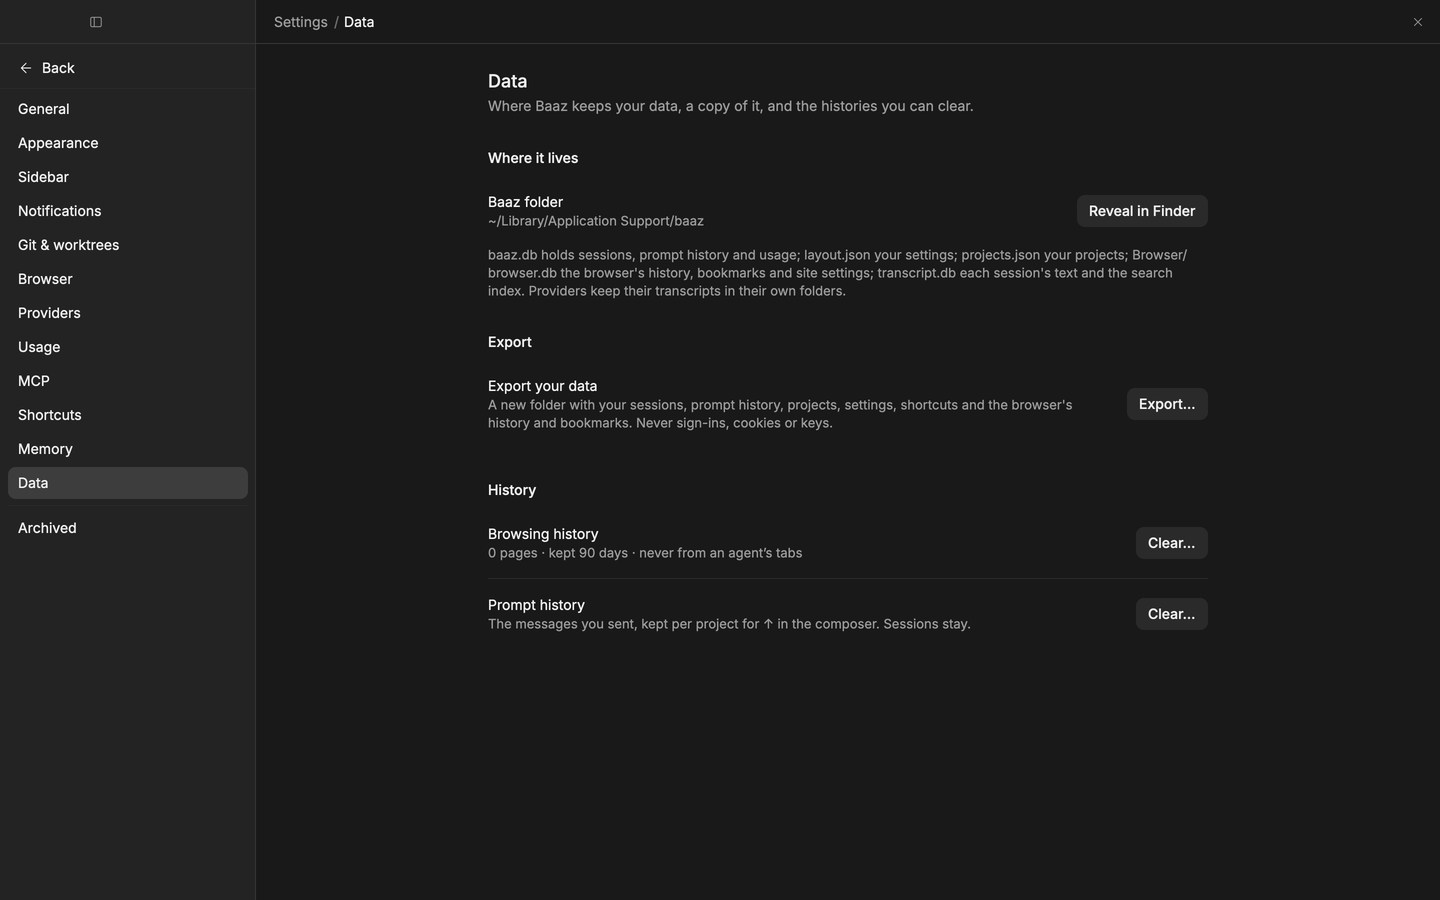 Settings / Data
Back
General
Appearance
Sidebar
Notifications
Git & worktrees
Browser
Providers
Usage
MCP
Shortcuts
Memory
Data
Archived
Data
Where Baaz keeps your data, a copy of it, and the histories you can clear.
Where it lives
Baaz folder
~/Library/Application Support/baaz
Reveal in Finder
baaz.db holds sessions, prompt history and usage; layout.json your settings; projects.json your projects; Browser/
browser.db the browser's history, bookmarks and site settings; transcript.db each session's text and the search
index. Providers keep their transcripts in their own folders.
Export
Export your data
A new folder with your sessions, prompt history, projects, settings, shortcuts and the browser's
history and bookmarks. Never sign-ins, cookies or keys.
Export...
History
Browsing history
0 pages · kept 90 days · never from an agent’s tabs
Clear...
Prompt history
The messages you sent, kept per project for ↑ in the composer. Sessions stay.
Clear...